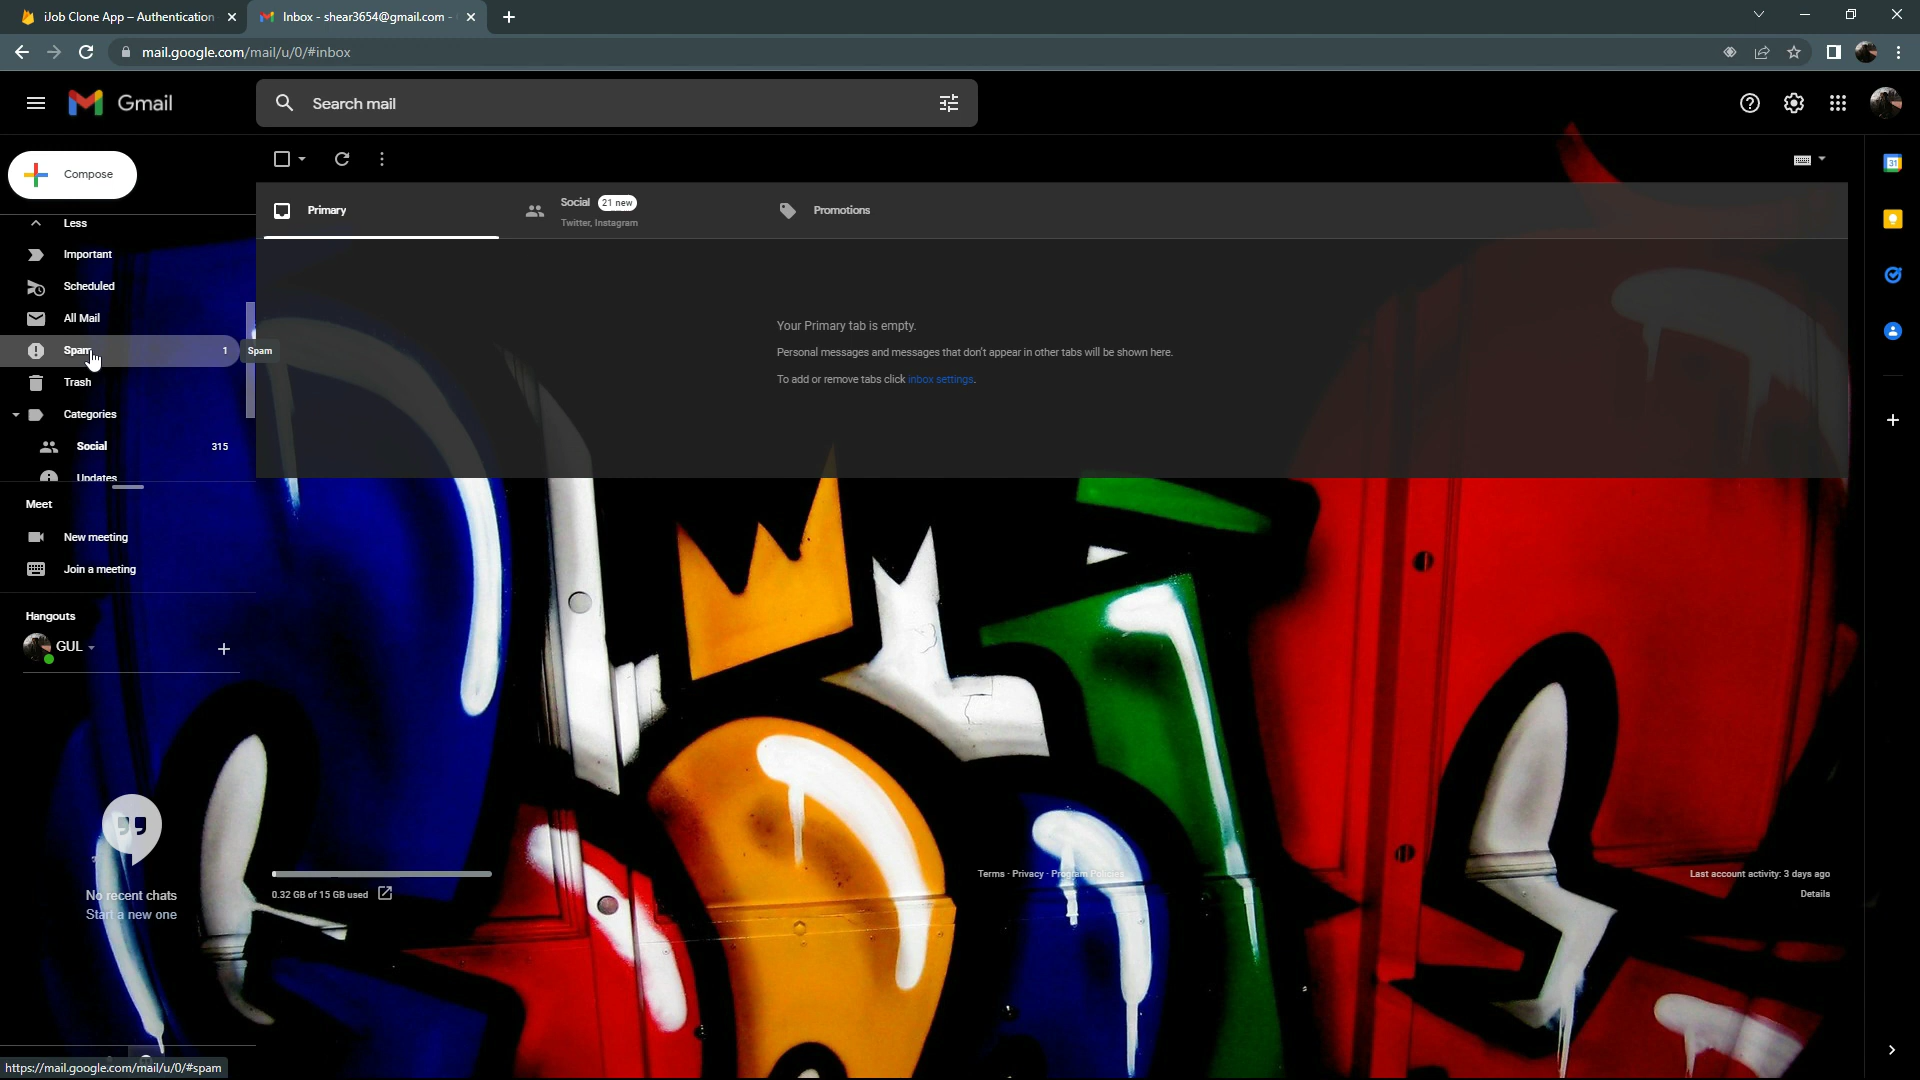 iJob Clone App – Authentication
Inbox - shear3654@gmail.com -
mail.google.com/mail/u/0/#inbox
Gmail
Search mail
Compose
Less
Important
Scheduled
All Mail
Spam 1
Spam
Trash
Categories
Social 315
Updates
Meet
New meeting
Join a meeting
Hangouts
GUL
No recent chats
Start a new one
https://mail.google.com/mail/u/0/#spam
Primary
Social 21 new
Twitter, Instagram
Promotions
Your Primary tab is empty.
Personal messages and messages that don't appear in other tabs will be shown here.
To add or remove tabs click inbox settings.
0.32 GB of 15 GB used
Terms · Privacy · Program Policies
Last account activity: 3 days ago
Details
31